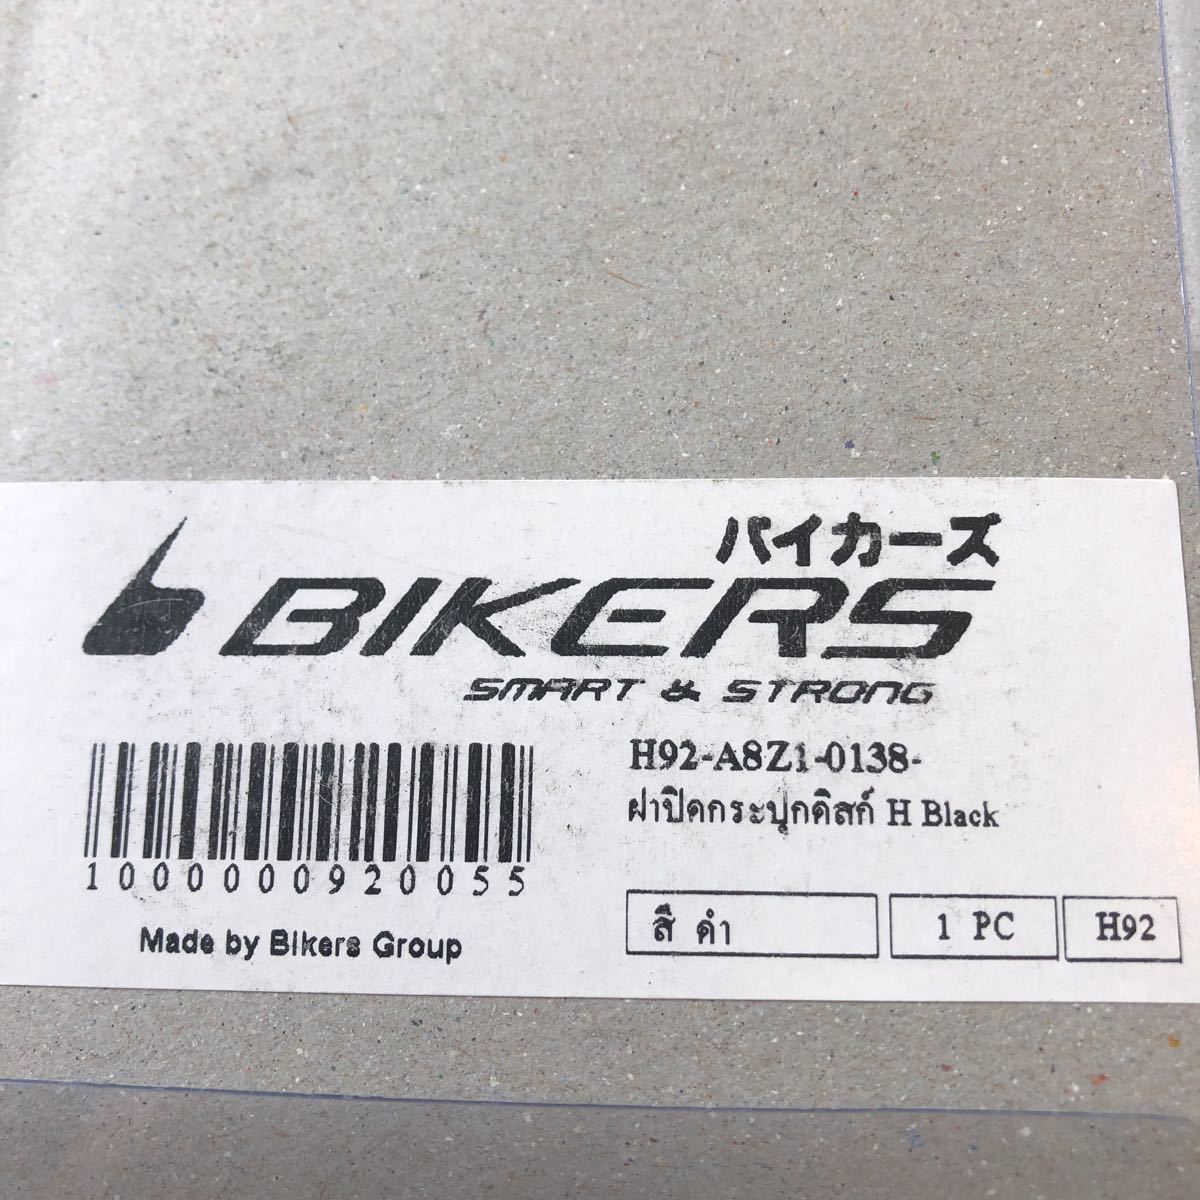 バイカーズ
BIKERS
SMART & STRONG
H92-A8Z1-0138-
ฝาปิดกระปุกดิสก์ H Black
1000000920055
สี ดำ
1 PC
H92
Made by Bikers Group